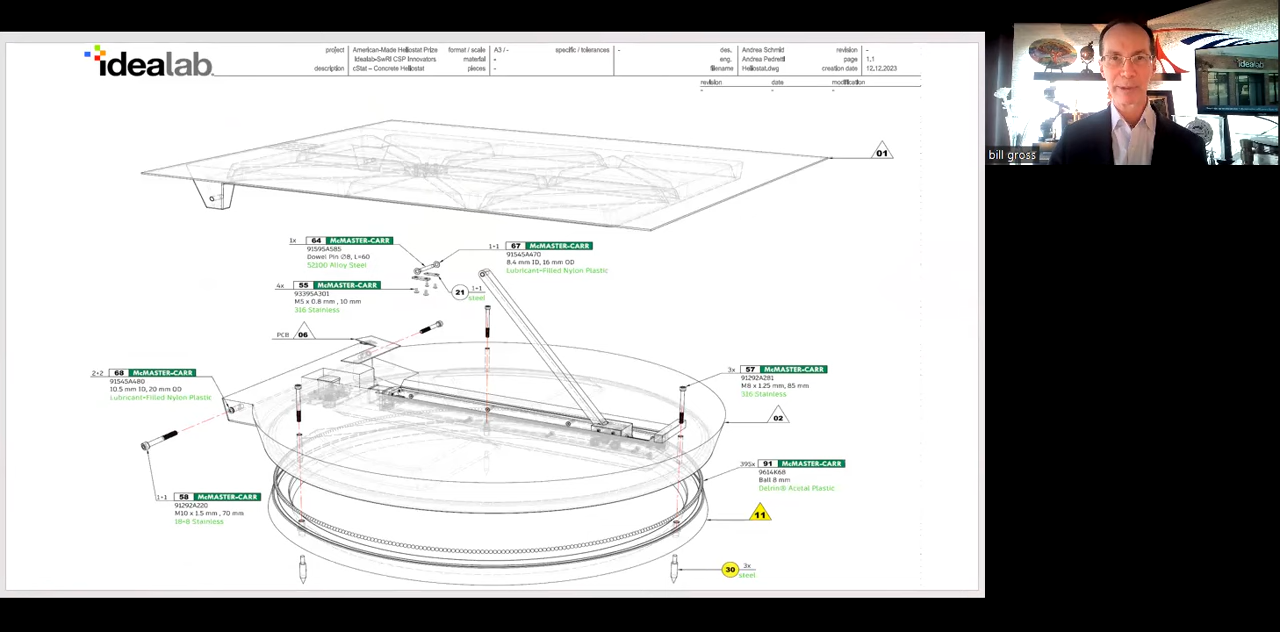 idealab
project American-Made Heliostat Prize format / scale A3 / - specific / tolerances - des. Andrea Schmid revision -
Idealab-SwRI CSP Innovators material - eng. Andrea Pedretti page 1.1
description cStat - Concrete Heliostat pieces - filename Heliostat.dwg creation date 12.12.2023
revision date modification
- - -
idealab
bill gross
01
1x 64 McMASTER-CARR
91595A585
Dowel Pin Ø8, L=60
52100 Alloy Steel
1+1 67 McMASTER-CARR
91545A470
8.4 mm ID, 16 mm OD
Lubricant-Filled Nylon Plastic
4x 55 McMASTER-CARR
93395A301
M5 x 0.8 mm , 10 mm
316 Stainless
21 1+1
steel
PCB 06
2+2 68 McMASTER-CARR
91545A480
10.5 mm ID, 20 mm OD
Lubricant-Filled Nylon Plastic
3x 57 McMASTER-CARR
91292A281
M8 x 1.25 mm, 85 mm
316 Stainless
02
395x 91 McMASTER-CARR
9614K68
Ball 8 mm
Delrin® Acetal Plastic
1+1 58 McMASTER-CARR
91292A220
M10 x 1.5 mm , 70 mm
18-8 Stainless
11
30 3x
steel